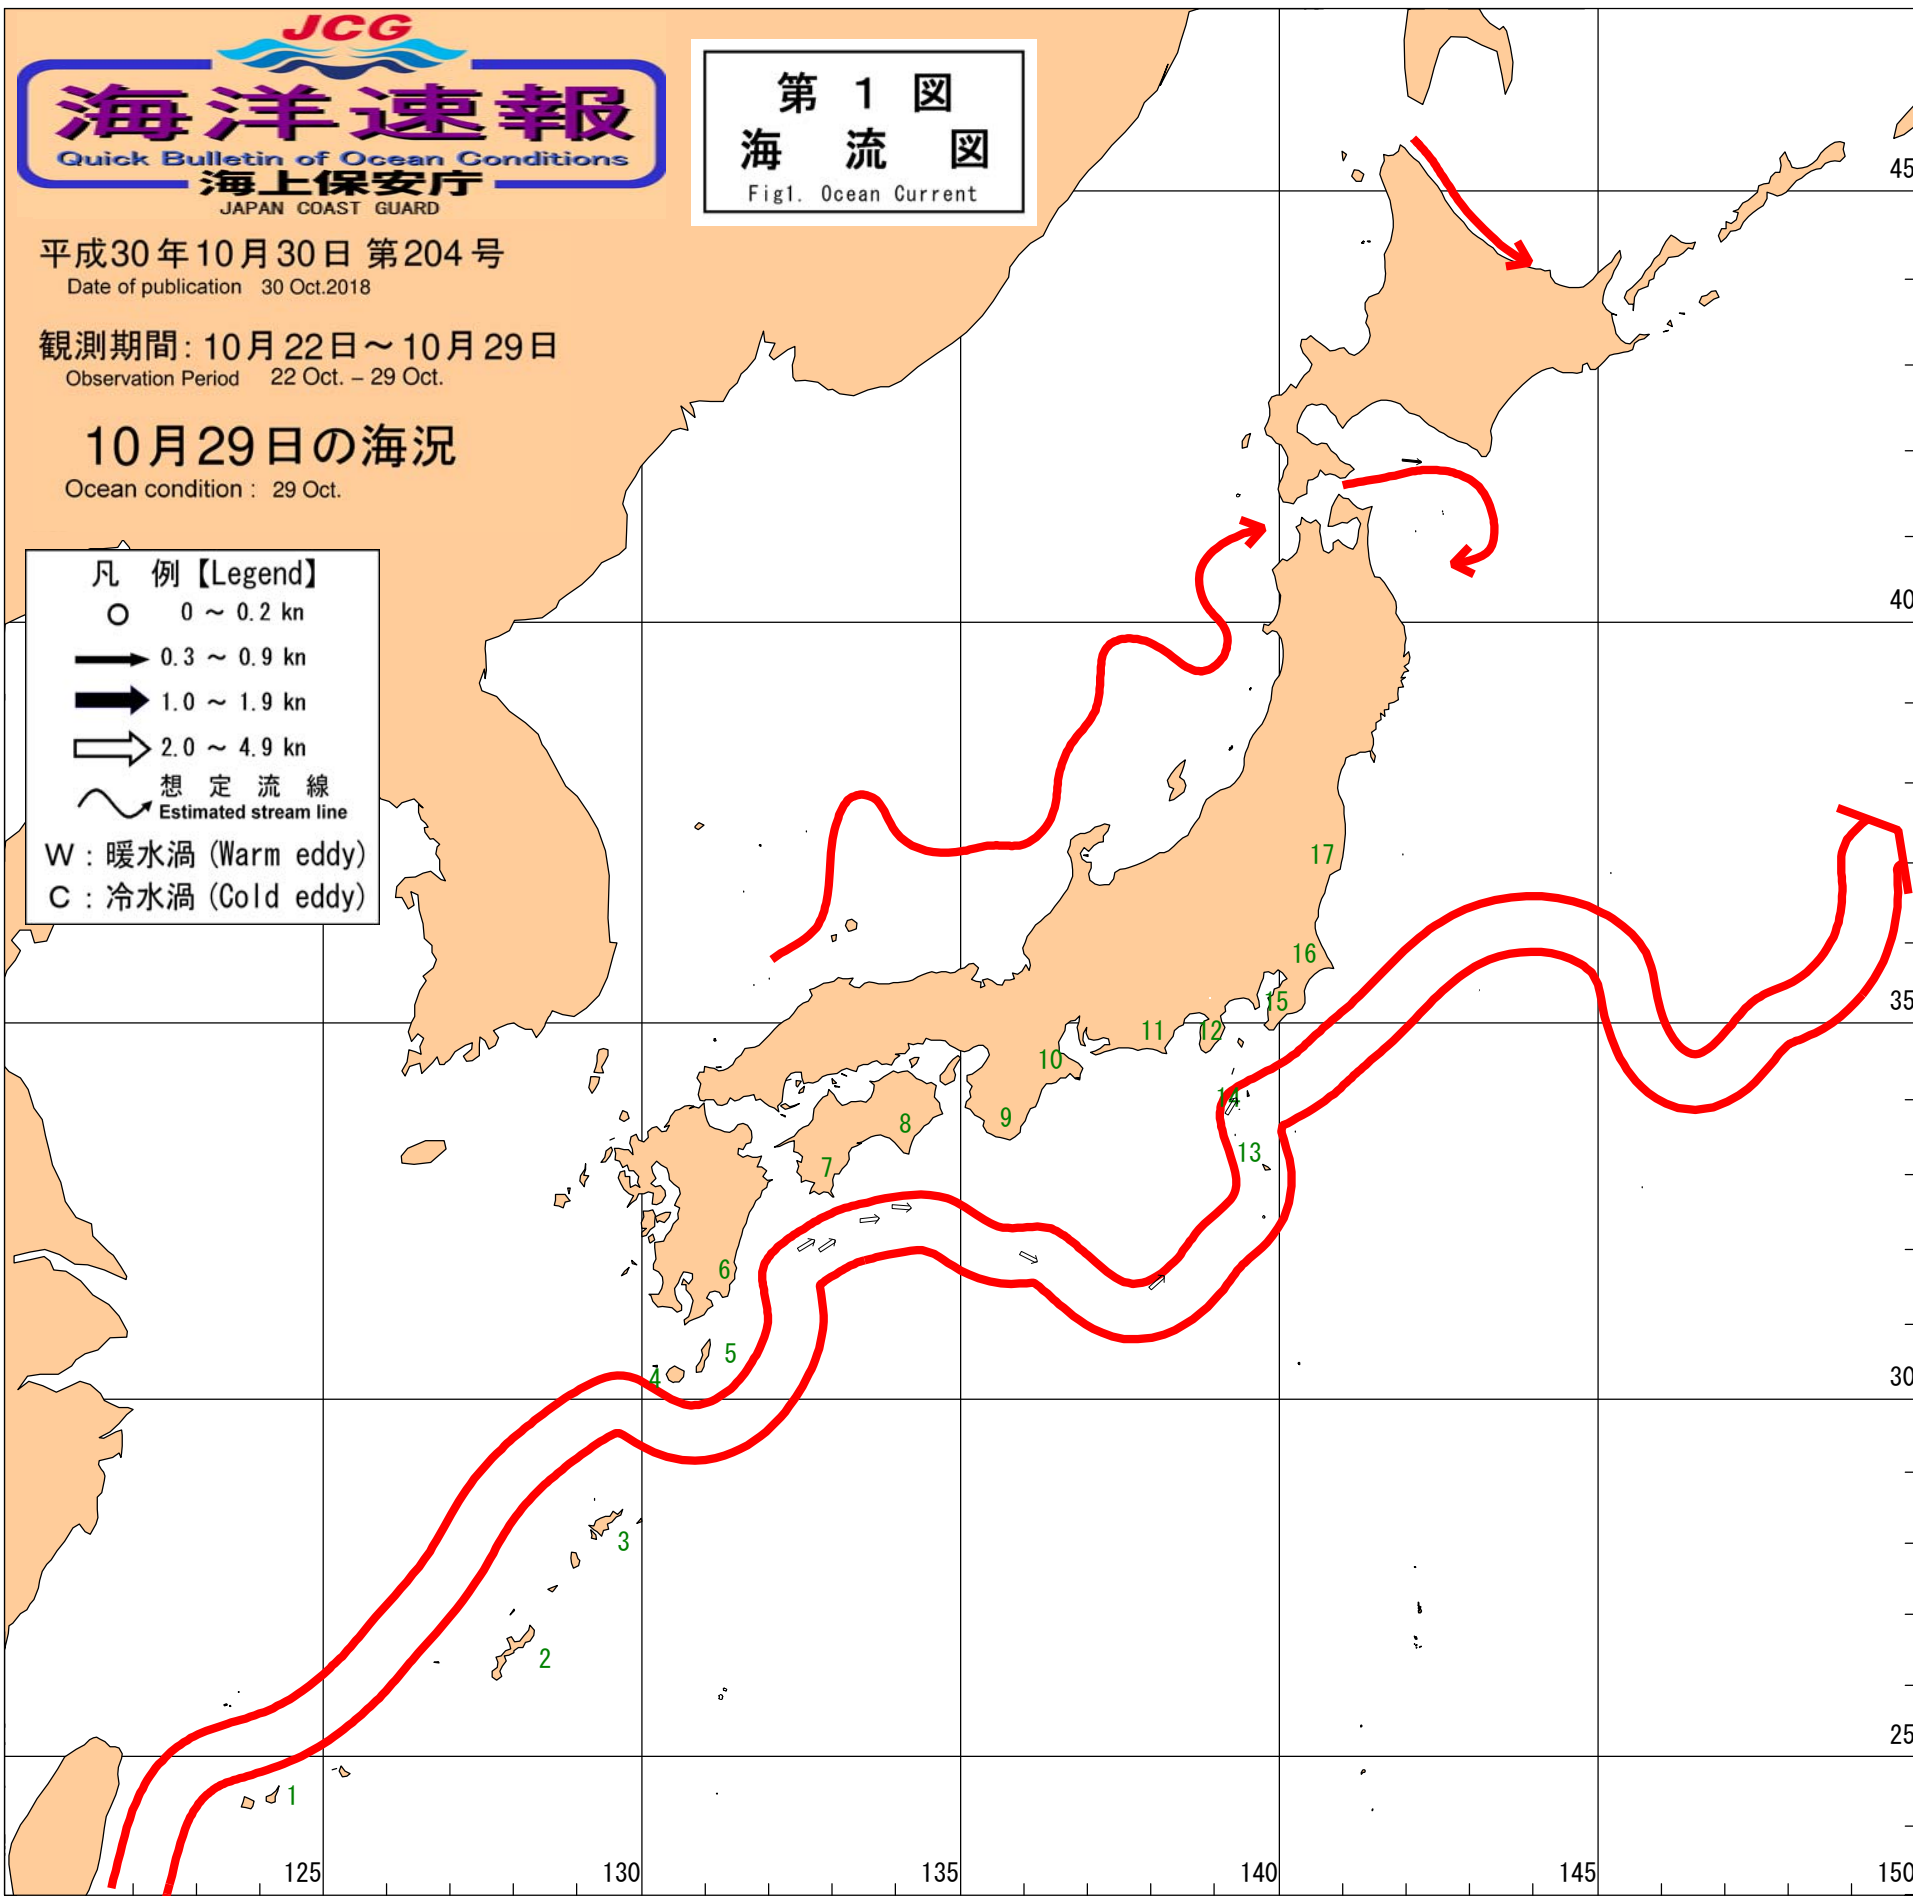 JCG
海洋速報
Quick Bulletin of Ocean Conditions
海上保安庁
JAPAN COAST GUARD
第 1 図
海 流 図
Fig1. Ocean Current
平成30年10月30日 第204号
Date of publication 30 Oct.2018
観測期間: 10月22日～10月29日
Observation Period 22 Oct. – 29 Oct.
10月29日の海況
Ocean condition : 29 Oct.
凡 例【Legend】
0 ～ 0.2 kn
0.3 ～ 0.9 kn
1.0 ～ 1.9 kn
2.0 ～ 4.9 kn
想 定 流 線
Estimated stream line
W : 暖水渦 (Warm eddy)
C : 冷水渦 (Cold eddy)
45
40
17
16
35
15
12
11
10
14
9
8
13
7
6
5
4
30
3
2
25
1
125
130
135
140
145
150